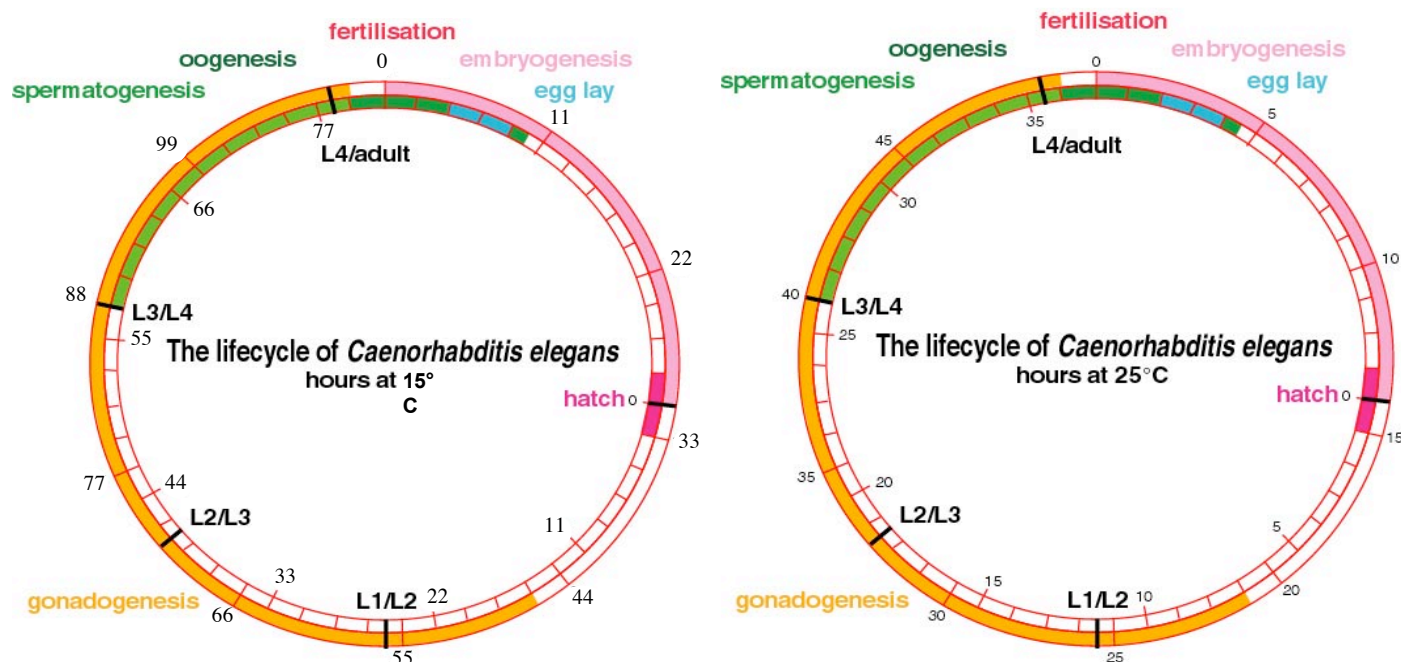 fertilisation
0
oogenesis
embryogenesis
spermatogenesis
egg lay
11
77
99
L4/adult
66
22
88
L3/L4
55
The lifecycle of Caenorhabditis elegans
hours at 15°
C
hatch 0
33
77
44
L2/L3
11
33
L1/L2
22
44
gonadogenesis
66
55
fertilisation
0
oogenesis
embryogenesis
spermatogenesis
egg lay
5
35
45
L4/adult
30
10
40
L3/L4
25
The lifecycle of Caenorhabditis elegans
hours at 25°C
hatch 0
15
35
20
L2/L3
5
15
L1/L2
10
20
gonadogenesis
30
25